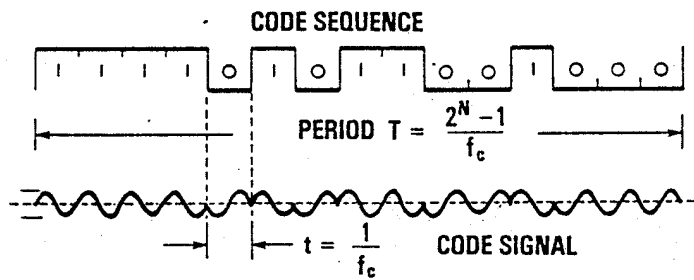 CODE SEQUENCE
1 1 1 1 0 1 0 1 1 0 0 1 0 0 0
PERIOD T = 2^N − 1 / f_c
t = 1 / f_c CODE SIGNAL